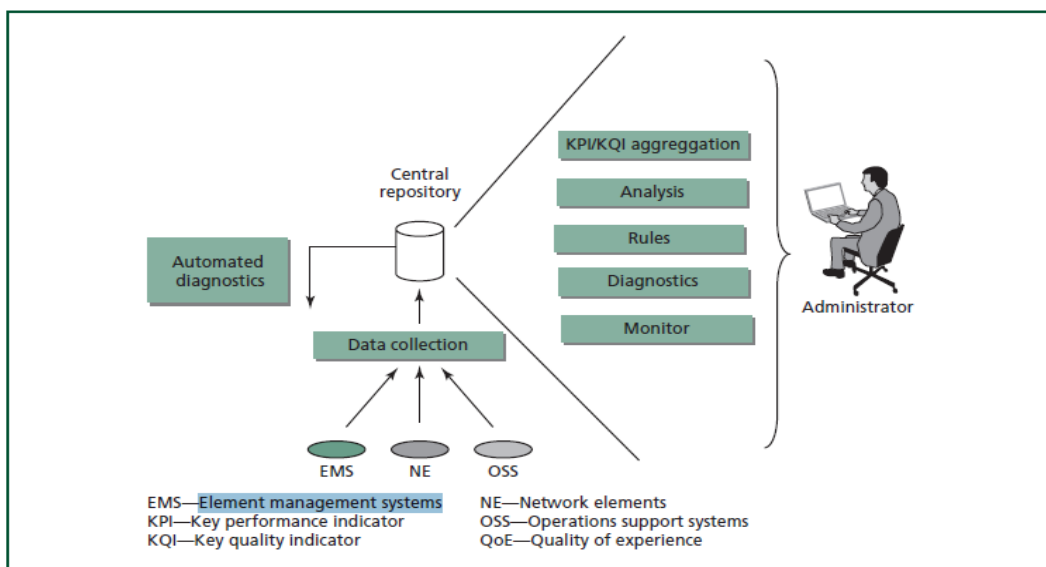 KPI/KQI aggreggation
Central
repository
Analysis
Rules
Automated
diagnostics
Diagnostics
Administrator
Monitor
Data collection
EMS
NE
OSS
EMS—Element management systems
KPI—Key performance indicator
KQI—Key quality indicator
NE—Network elements
OSS—Operations support systems
QoE—Quality of experience